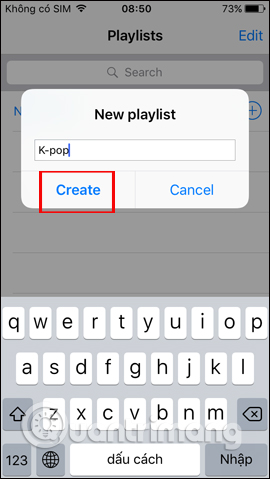 Không có SIM 08:50 73%
Playlists Edit
Search
N
New playlist
K-pop
Create Cancel
q w e r t y u i o p
a s d f g h j k l
z x c v b n m
123 dấu cách Nhập
Quantrimang